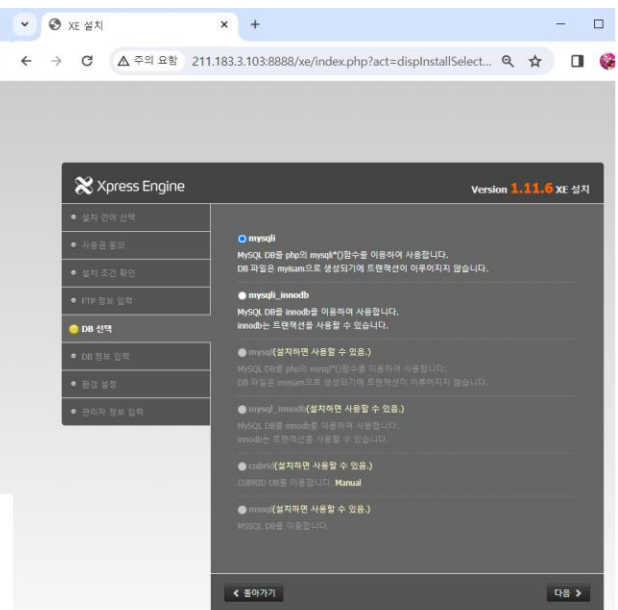 XE 설치
주의 요함 211.183.3.103:8888/xe/index.php?act=dispInstallSelect...
Xpress Engine
Version 1.11.6 XE 설치
설치 언어 선택
사용권 동의
설치 조건 확인
FTP 정보 입력
DB 선택
DB 정보 입력
환경 설정
관리자 정보 입력
mysqli
MySQL DB를 php의 mysqli*()함수를 이용하여 사용합니다.
DB 파일은 myisam으로 생성되기에 트랜잭션이 이루어지지 않습니다.
mysqli_innodb
MySQL DB를 innodb를 이용하여 사용합니다.
innodb는 트랜잭션을 사용할 수 있습니다.
mysql(설치하면 사용할 수 있음.)
MySQL DB를 php의 mysql*()함수를 이용하여 사용합니다.
DB 파일은 myisam으로 생성되기에 트랜잭션이 이루어지지 않습니다.
mysql_innodb(설치하면 사용할 수 있음.)
MySQL DB를 innodb를 이용하여 사용합니다.
innodb는 트랜잭션을 사용할 수 있습니다.
cubrid(설치하면 사용할 수 있음.)
CUBRID DB를 이용합니다. Manual
mssql(설치하면 사용할 수 있음.)
MSSQL DB를 이용합니다.
돌아가기
다음